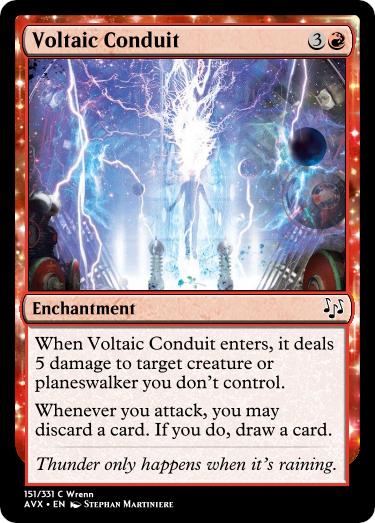 Voltaic Conduit 3
Enchantment
When Voltaic Conduit enters, it deals
5 damage to target creature or
planeswalker you don't control.
Whenever you attack, you may
discard a card. If you do, draw a card.
Thunder only happens when it's raining.
151/331 C Wrenn
AVX • EN Stephan Martiniere